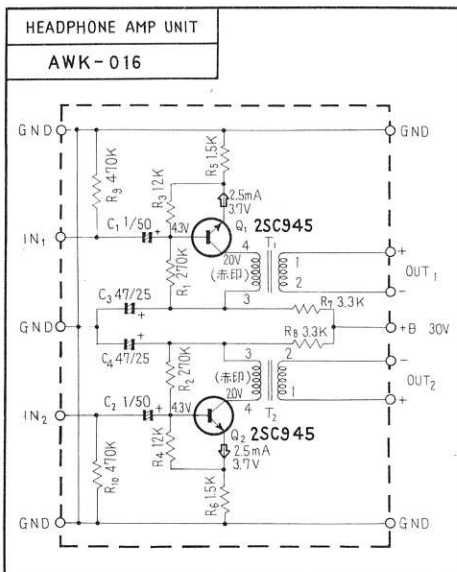 HEADPHONE AMP UNIT
AWK-016
GND
GND
R9 470K
R3 12K
R5 1.5K
2.5mA
3.7V
IN1
C1 1/50 +
4.3V
Q1 2SC945
R1 270K
4
20V
(赤印)
3
T1
1
2
+
OUT1
-
C3 47/25
+
R7 3.3K
GND
+B 30V
R8 3.3K
C4 47/25
+
R2 270K
3
(赤印)
20V
4
T2
2
1
-
OUT2
+
IN2
C2 1/50 +
4.3V
Q2 2SC945
2.5mA
3.7V
R10 470K
R4 12K
R6 1.5K
GND
GND